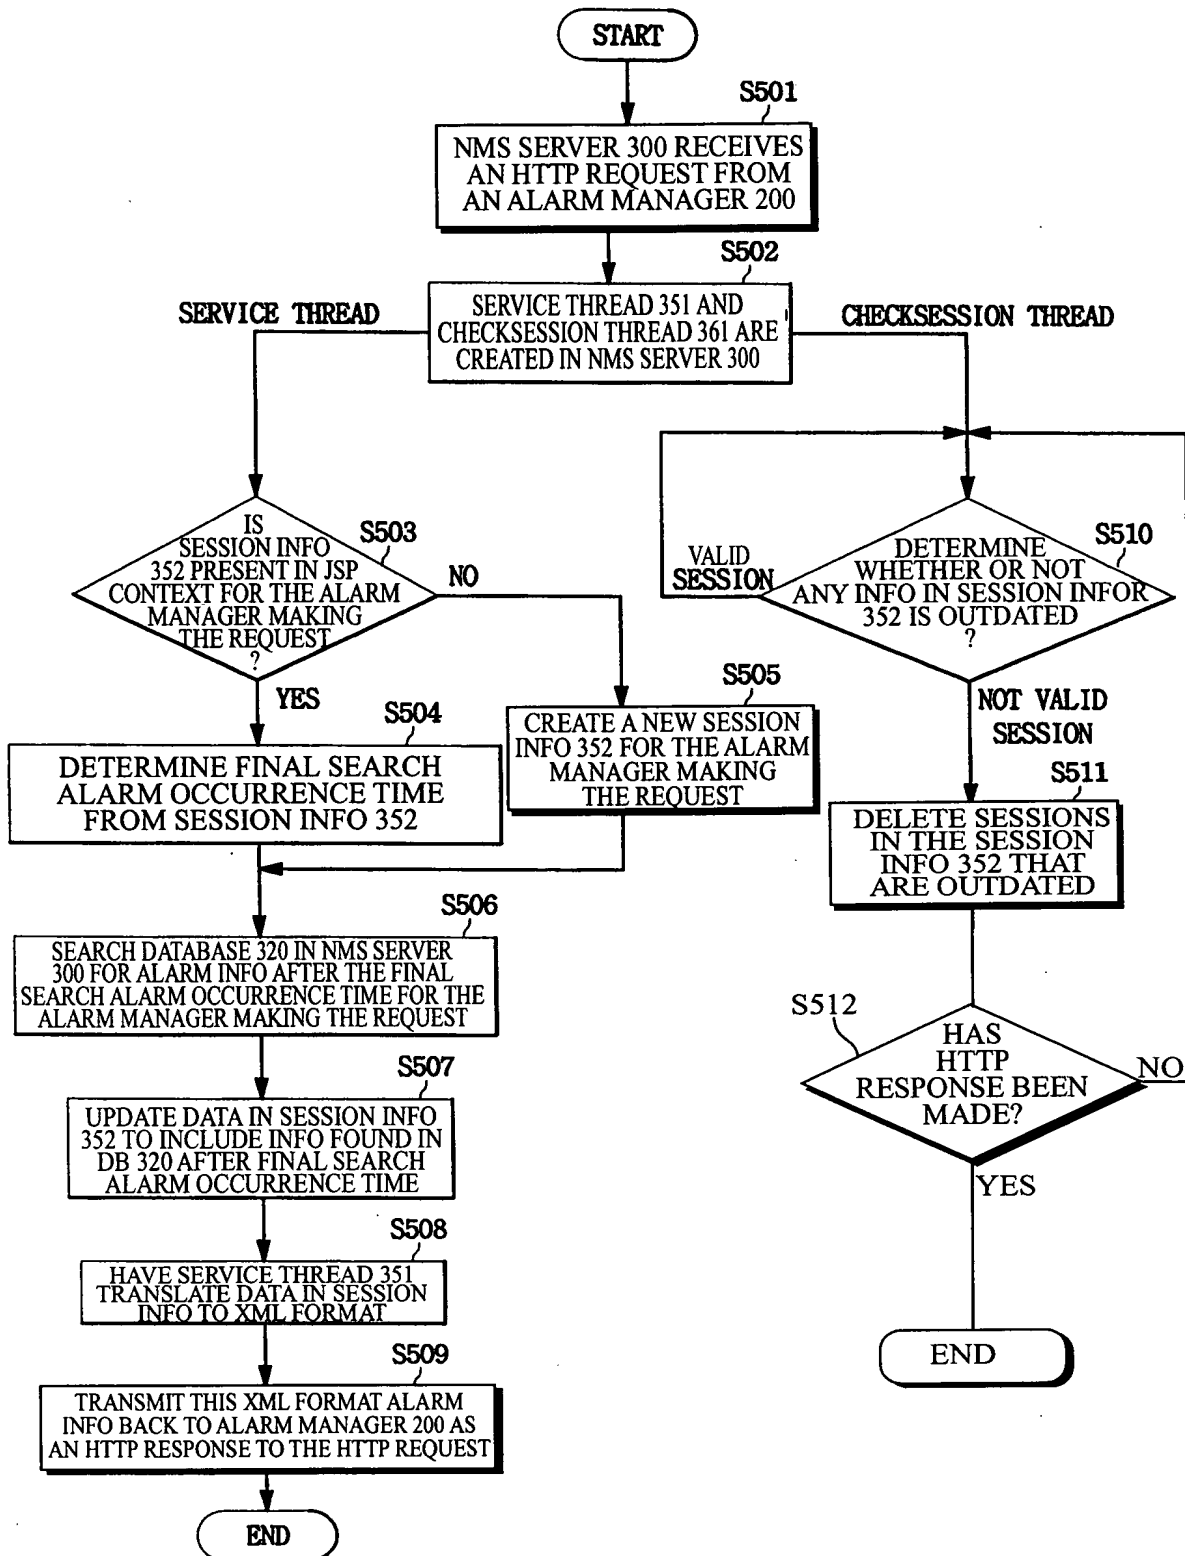 START
S501
NMS SERVER 300 RECEIVES
AN HTTP REQUEST FROM
AN ALARM MANAGER 200
S502
SERVICE THREAD 351 AND
CHECKSESSION THREAD 361 ARE
CREATED IN NMS SERVER 300
SERVICE THREAD
CHECKSESSION THREAD
S503
IS
SESSION INFO
352 PRESENT IN JSP
CONTEXT FOR THE ALARM
MANAGER MAKING
THE REQUEST
?
NO
YES
S504
DETERMINE FINAL SEARCH
ALARM OCCURRENCE TIME
FROM SESSION INFO 352
S505
CREATE A NEW SESSION
INFO 352 FOR THE ALARM
MANAGER MAKING
THE REQUEST
S506
SEARCH DATABASE 320 IN NMS SERVER
300 FOR ALARM INFO AFTER THE FINAL
SEARCH ALARM OCCURRENCE TIME FOR THE
ALARM MANAGER MAKING THE REQUEST
S507
UPDATE DATA IN SESSION INFO
352 TO INCLUDE INFO FOUND IN
DB 320 AFTER FINAL SEARCH
ALARM OCCURRENCE TIME
S508
HAVE SERVICE THREAD 351
TRANSLATE DATA IN SESSION
INFO TO XML FORMAT
S509
TRANSMIT THIS XML FORMAT ALARM
INFO BACK TO ALARM MANAGER 200 AS
AN HTTP RESPONSE TO THE HTTP REQUEST
END
S510
DETERMINE
WHETHER OR NOT
ANY INFO IN SESSION INFOR
352 IS OUTDATED
?
VALID
SESSION
NOT VALID
SESSION
S511
DELETE SESSIONS
IN THE SESSION
INFO 352 THAT
ARE OUTDATED
S512
HAS
HTTP
RESPONSE BEEN
MADE?
NO
YES
END